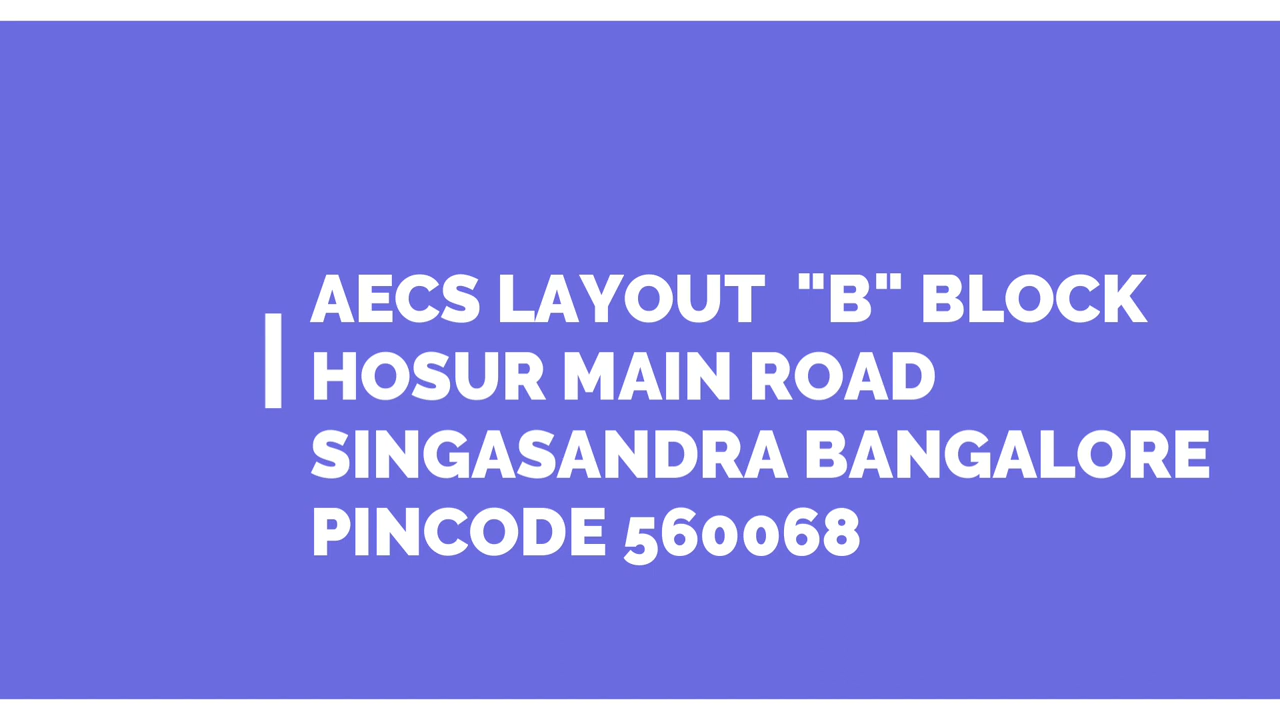 AECS LAYOUT "B" BLOCK
HOSUR MAIN ROAD
SINGASANDRA BANGALORE
PINCODE 560068